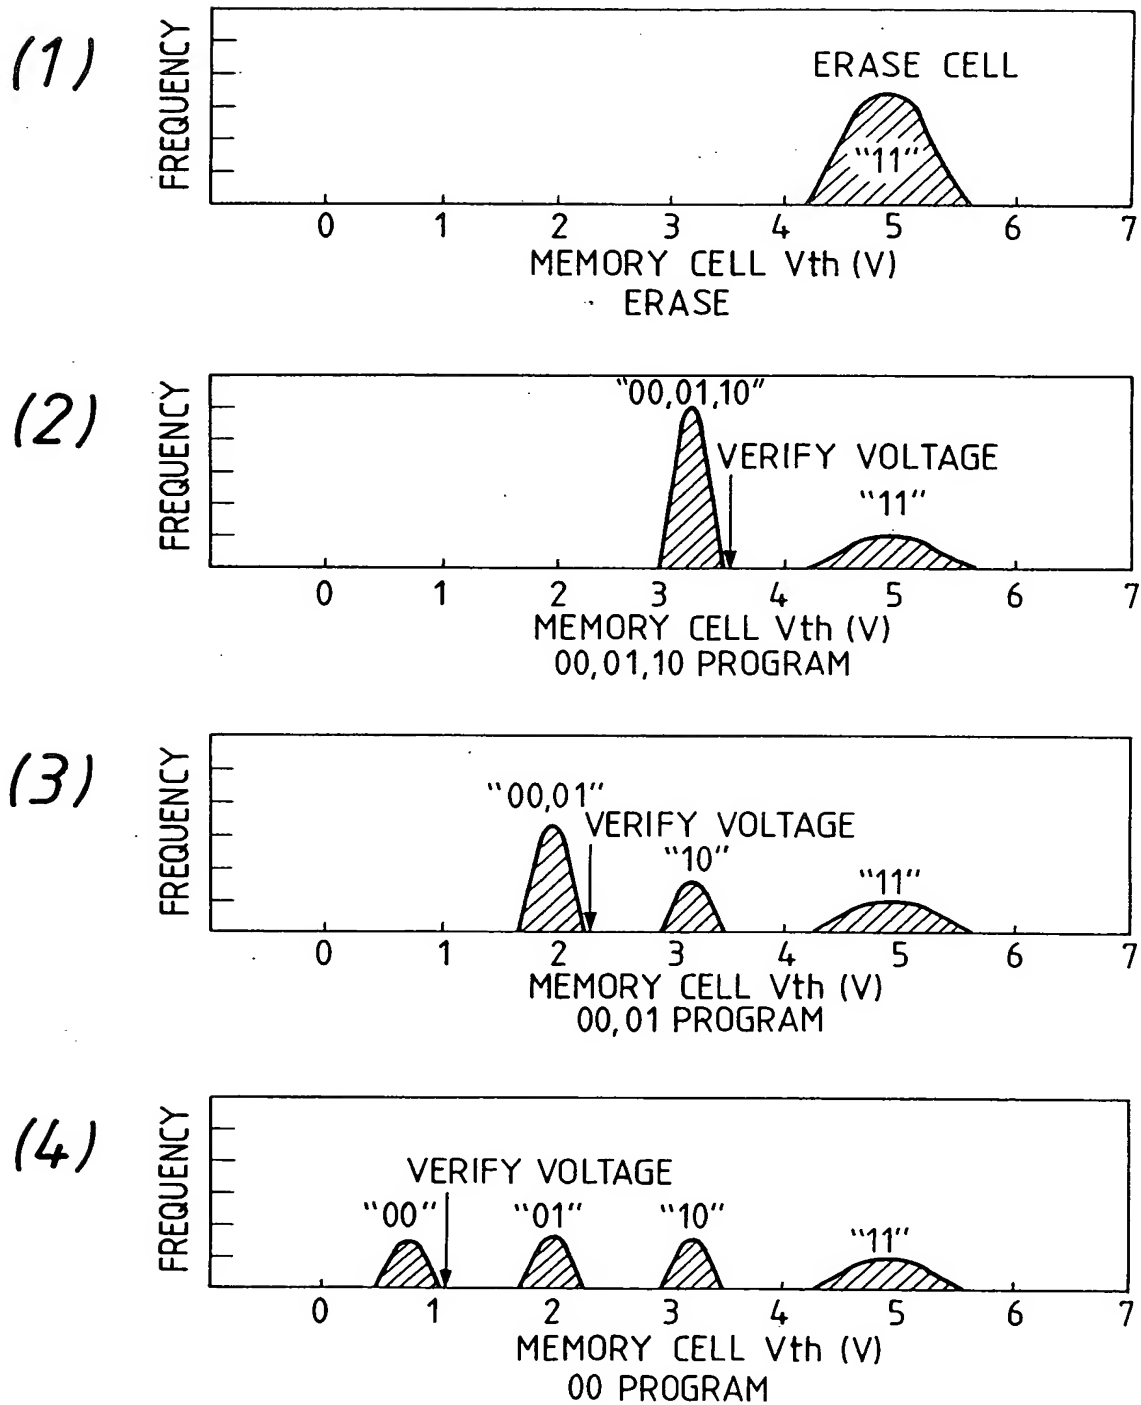 (1)
FREQUENCY
ERASE CELL
"11"
0 1 2 3 4 5 6 7
MEMORY CELL Vth (V)
ERASE
(2)
FREQUENCY
"00,01,10"
VERIFY VOLTAGE
"11"
0 1 2 3 4 5 6 7
MEMORY CELL Vth (V)
00,01,10 PROGRAM
(3)
FREQUENCY
"00,01"
VERIFY VOLTAGE
"10"
"11"
0 1 2 3 4 5 6 7
MEMORY CELL Vth (V)
00,01 PROGRAM
(4)
FREQUENCY
VERIFY VOLTAGE
"00" "01" "10"
"11"
0 1 2 3 4 5 6 7
MEMORY CELL Vth (V)
00 PROGRAM